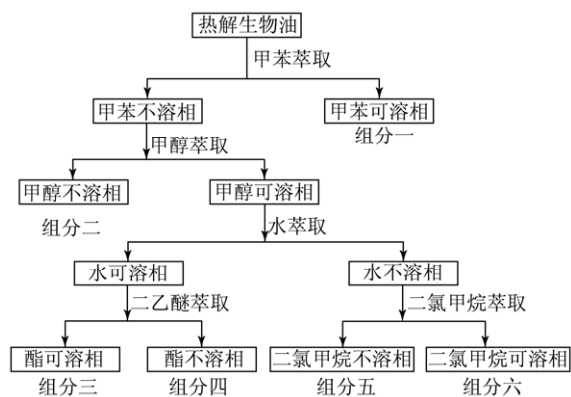 热解生物油
甲苯萃取
甲苯不溶相
甲苯可溶相
组分一
甲醇萃取
甲醇不溶相
甲醇可溶相
组分二
水萃取
水可溶相
水不溶相
二乙醚萃取
二氯甲烷萃取
酯可溶相
酯不溶相
二氯甲烷不溶相
二氯甲烷可溶相
组分三
组分四
组分五
组分六